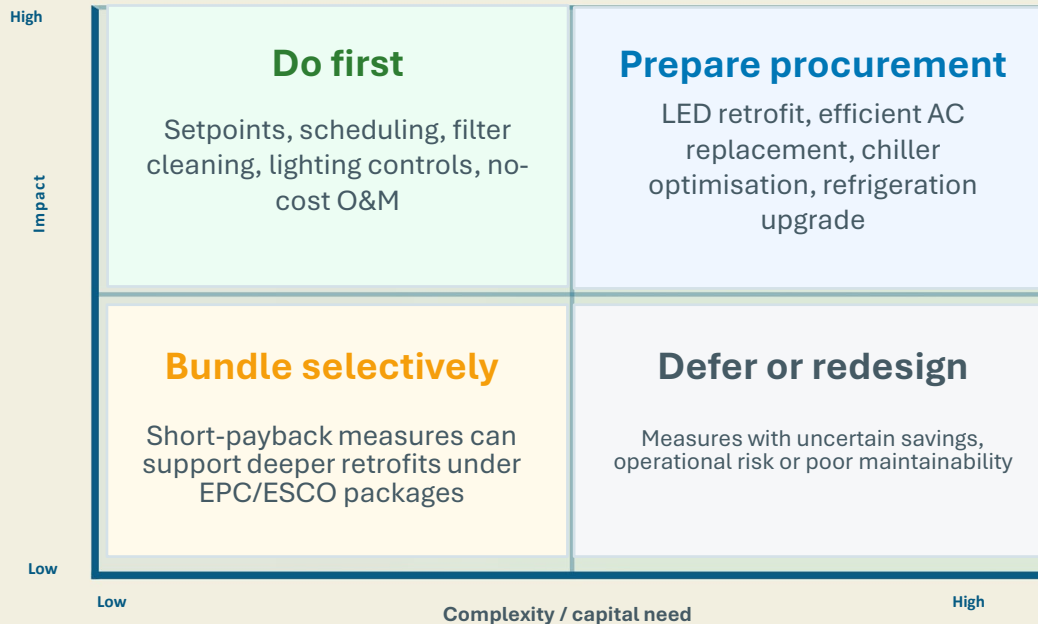 High
Do first
Setpoints, scheduling, filter
cleaning, lighting controls, no-
cost O&M
Prepare procurement
LED retrofit, efficient AC
replacement, chiller
optimisation, refrigeration
upgrade
Impact
Bundle selectively
Short-payback measures can
support deeper retrofits under
EPC/ESCO packages
Defer or redesign
Measures with uncertain savings,
operational risk or poor maintainability
Low
Low
Complexity / capital need
High